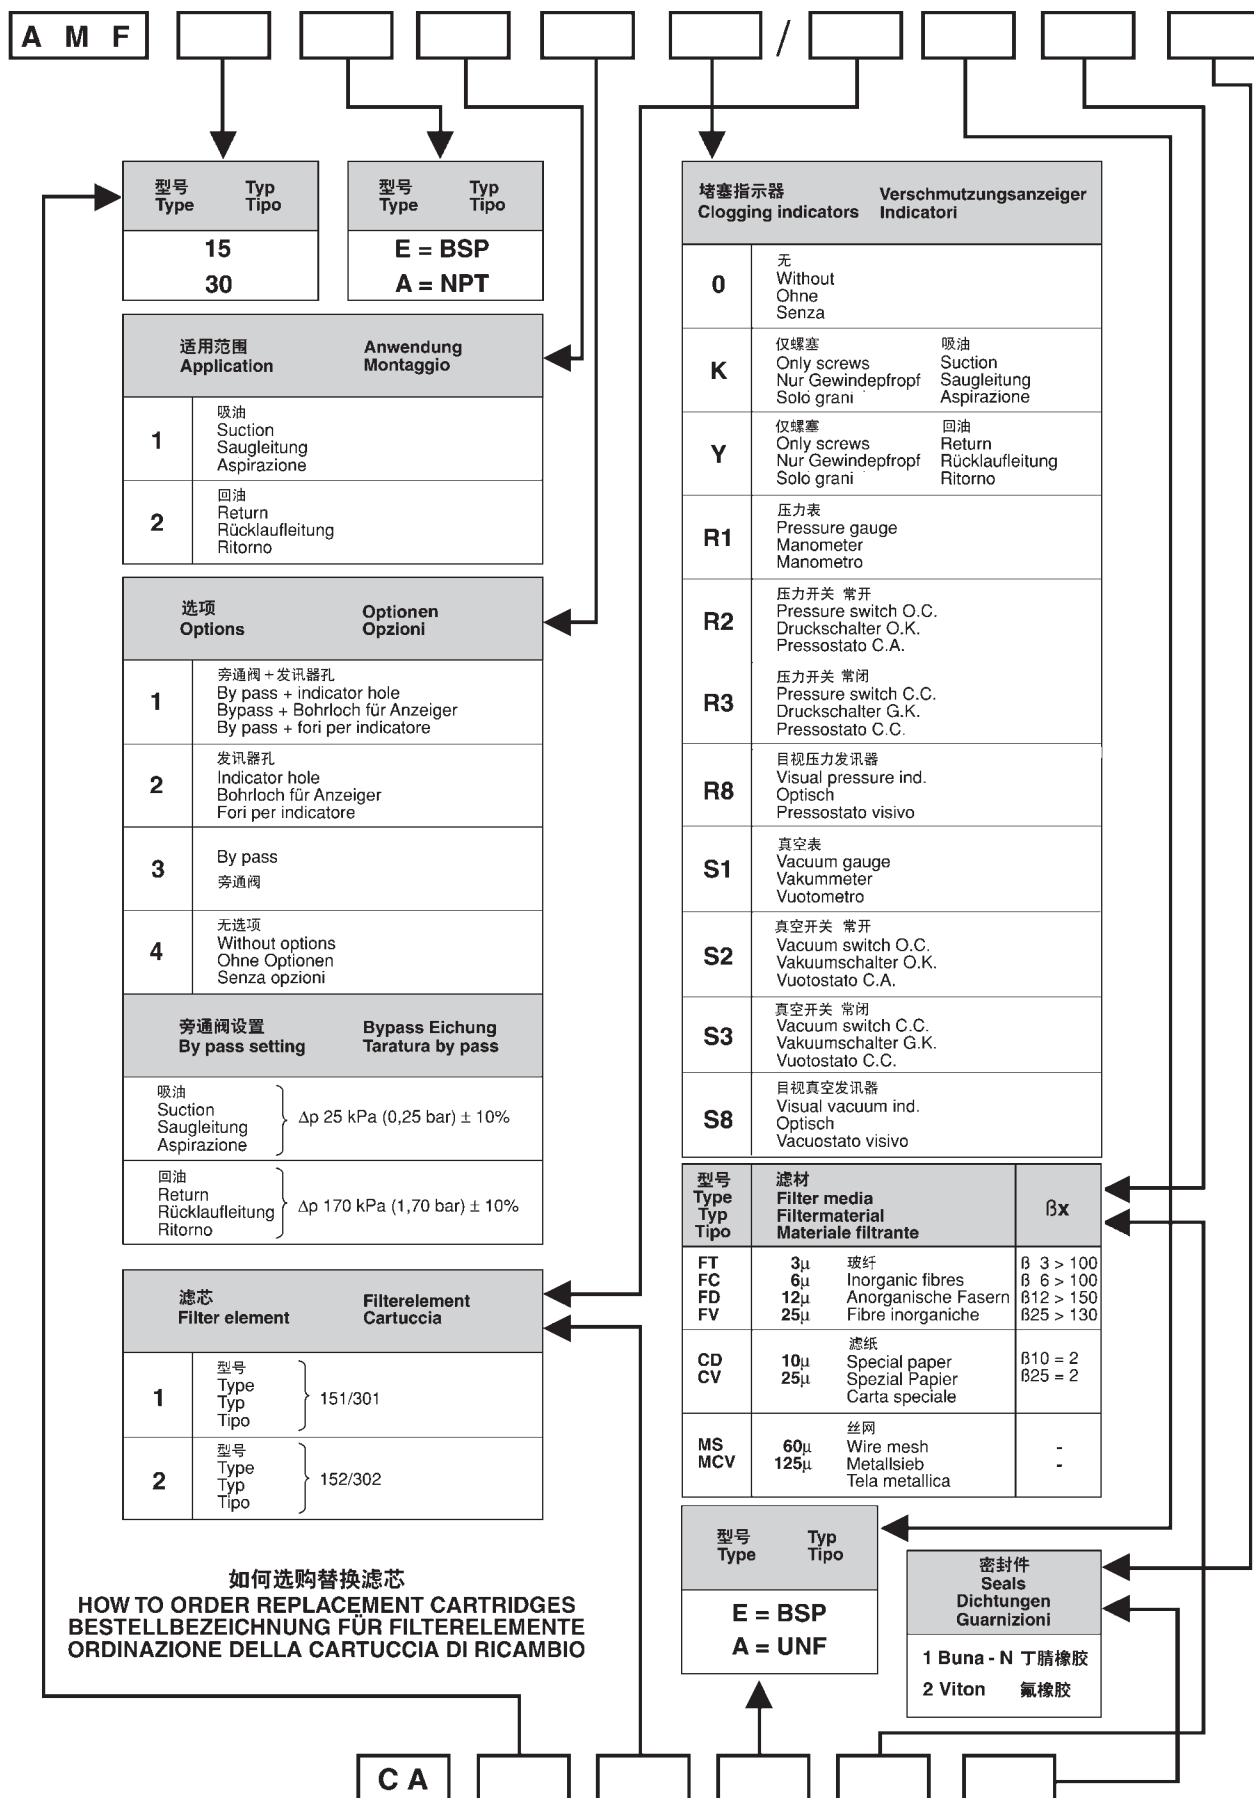 A M F /
型号 Typ
Type Tipo
15
30
型号 Typ
Type Tipo
E = BSP
A = NPT
适用范围 Anwendung
Application Montaggio
1
吸油
Suction
Saugleitung
Aspirazione
2
回油
Return
Rücklaufleitung
Ritorno
选项 Optionen
Options Opzioni
1
旁通阀 + 发讯器孔
By pass + indicator hole
Bypass + Bohrloch für Anzeiger
By pass + fori per indicatore
2
发讯器孔
Indicator hole
Bohrloch für Anzeiger
Fori per indicatore
3
By pass
旁通阀
4
无选项
Without options
Ohne Optionen
Senza opzioni
旁通阀设置 Bypass Eichung
By pass setting Taratura by pass
吸油
Suction
Saugleitung
Aspirazione
Δp 25 kPa (0,25 bar) ± 10%
回油
Return
Rücklaufleitung
Ritorno
Δp 170 kPa (1,70 bar) ± 10%
滤芯 Filterelement
Filter element Cartuccia
1
型号
Type
Typ
Tipo
151/301
2
型号
Type
Typ
Tipo
152/302
如何选购替换滤芯
HOW TO ORDER REPLACEMENT CARTRIDGES
BESTELLBEZEICHNUNG FÜR FILTERELEMENTE
ORDINAZIONE DELLA CARTUCCIA DI RICAMBIO
堵塞指示器 Verschmutzungsanzeiger
Clogging indicators Indicatori
0
无
Without
Ohne
Senza
K
仅螺塞 吸油
Only screws Suction
Nur Gewindepfropf Saugleitung
Solo grani Aspirazione
Y
仅螺塞 回油
Only screws Return
Nur Gewindepfropf Rücklaufleitung
Solo grani Ritorno
R1
压力表
Pressure gauge
Manometer
Manometro
R2
压力开关 常开
Pressure switch O.C.
Druckschalter O.K.
Pressostato C.A.
R3
压力开关 常闭
Pressure switch C.C.
Druckschalter G.K.
Pressostato C.C.
R8
目视压力发讯器
Visual pressure ind.
Optisch
Pressostato visivo
S1
真空表
Vacuum gauge
Vakummeter
Vuotometro
S2
真空开关 常开
Vacuum switch O.C.
Vakuumschalter O.K.
Vuotostato C.A.
S3
真空开关 常闭
Vacuum switch C.C.
Vakuumschalter G.K.
Vuotostato C.C.
S8
目视真空发讯器
Visual vacuum ind.
Optisch
Vacuostato visivo
型号 滤材
Type Filter media
Typ Filtermaterial
Tipo Materiale filtrante
ßx
FT 3µ 玻纤 ß 3 > 100
FC 6µ Inorganic fibres ß 6 > 100
FD 12µ Anorganische Fasern ß12 > 150
FV 25µ Fibre inorganiche ß25 > 130
滤纸
CD 10µ Special paper ß10 = 2
CV 25µ Spezial Papier ß25 = 2
Carta speciale
丝网
MS 60µ Wire mesh -
MCV 125µ Metallsieb -
Tela metallica
型号 Typ
Type Tipo
E = BSP
A = UNF
密封件
Seals
Dichtungen
Guarnizioni
1 Buna - N 丁腈橡胶
2 Viton 氟橡胶
C A